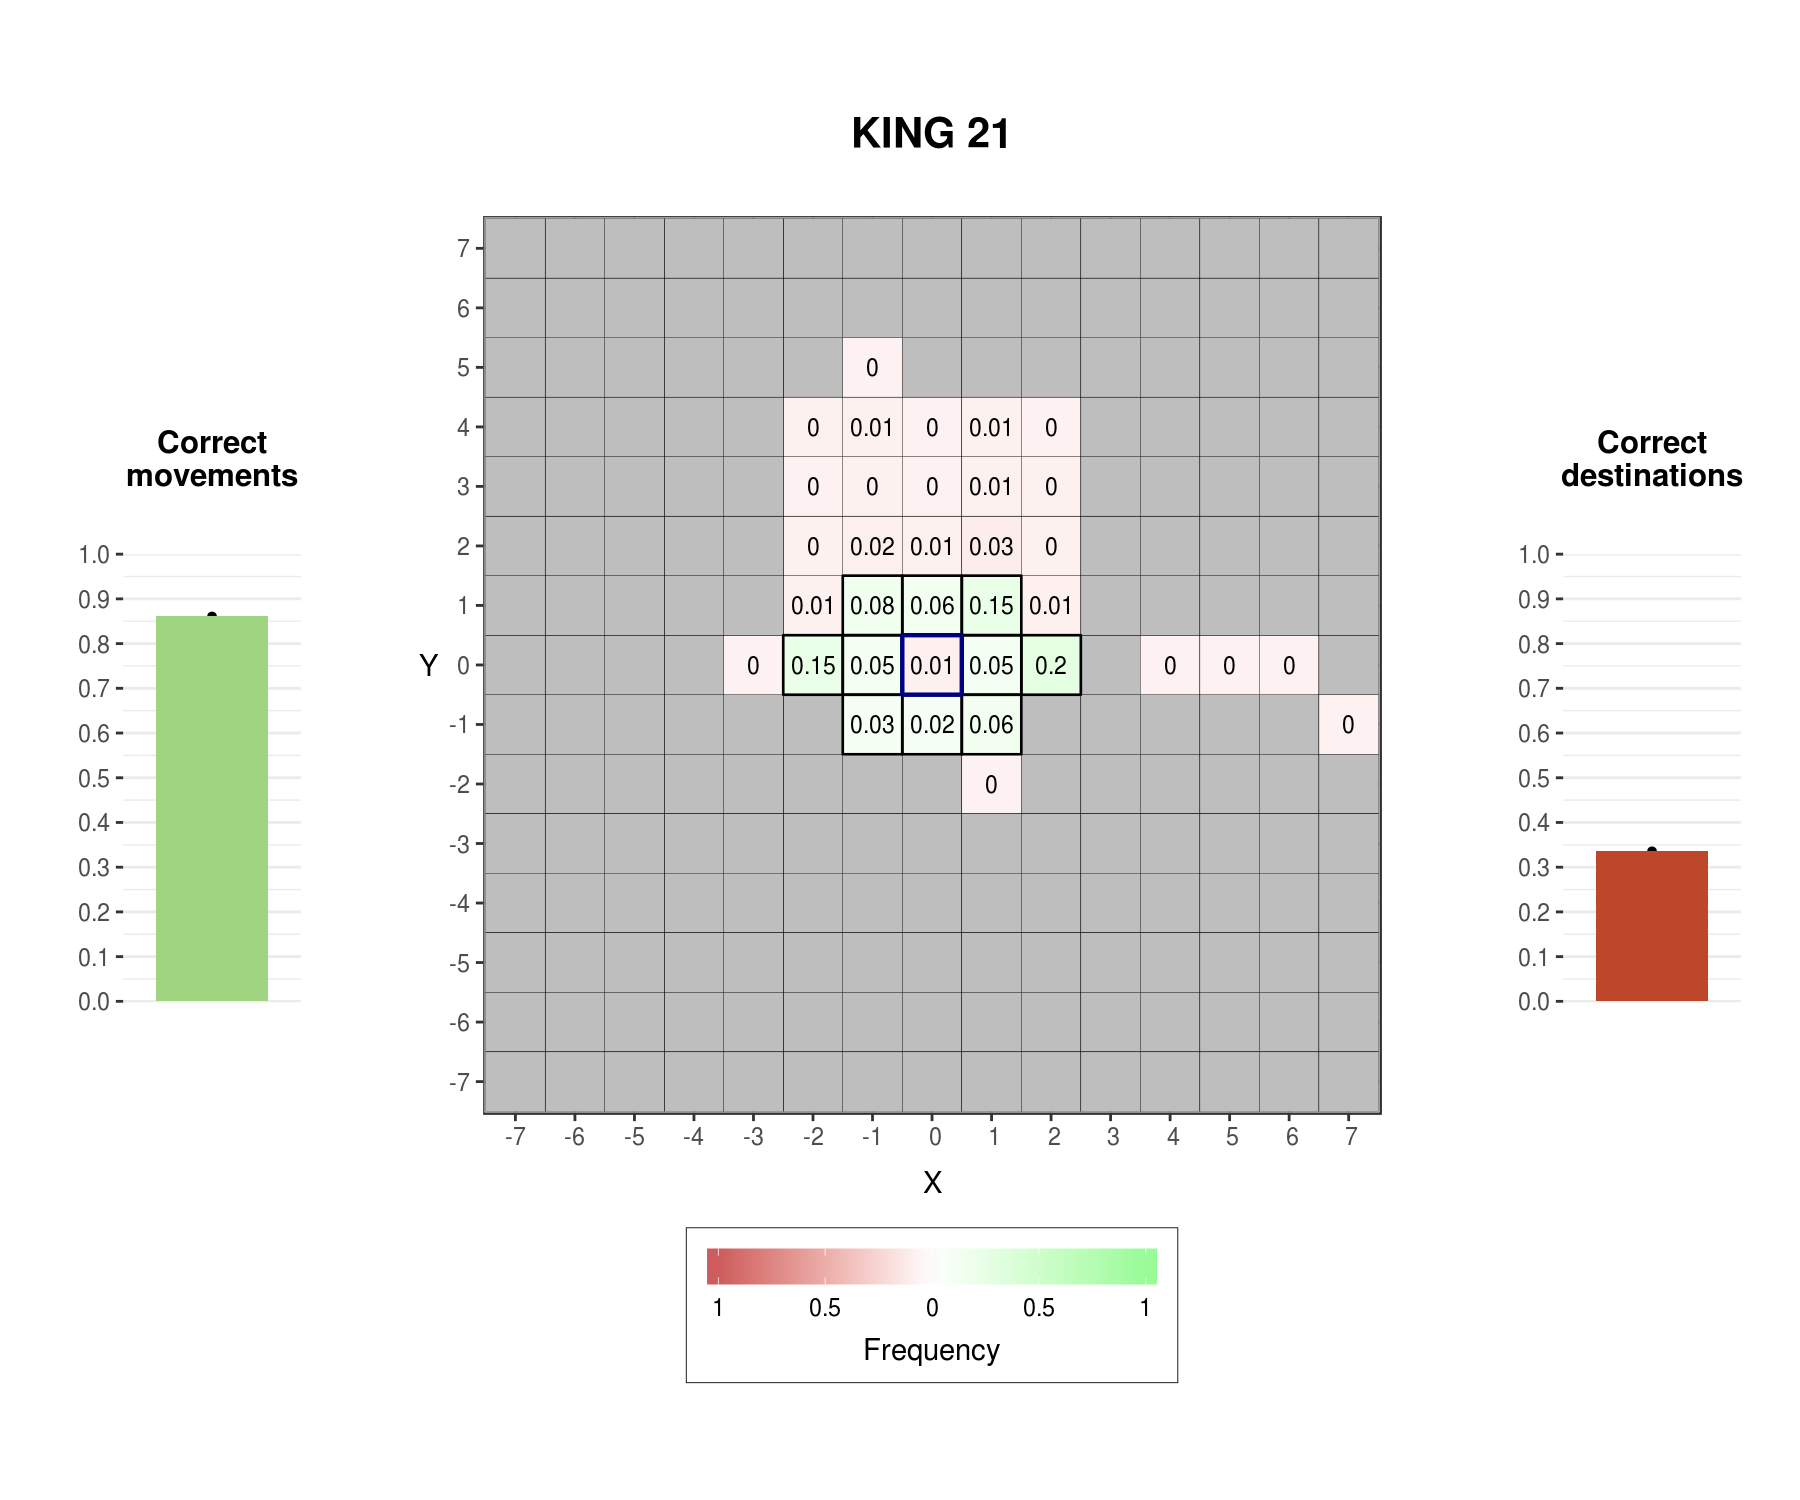 KING 21
Correct
movements
1.0
0.9
0.8
0.7
0.6
0.5
0.4
0.3
0.2
0.1
0.0
Y
7
6
5 0
4 0 0.01 0 0.01 0
3 0 0 0 0.01 0
2 0 0.02 0.01 0.03 0
1 0.01 0.08 0.06 0.15 0.01
0 0 0.15 0.05 0.01 0.05 0.2 0 0 0
-1 0.03 0.02 0.06 0
-2 0
-3
-4
-5
-6
-7
-7 -6 -5 -4 -3 -2 -1 0 1 2 3 4 5 6 7
X
1 0.5 0 0.5 1
Frequency
Correct
destinations
1.0
0.9
0.8
0.7
0.6
0.5
0.4
0.3
0.2
0.1
0.0